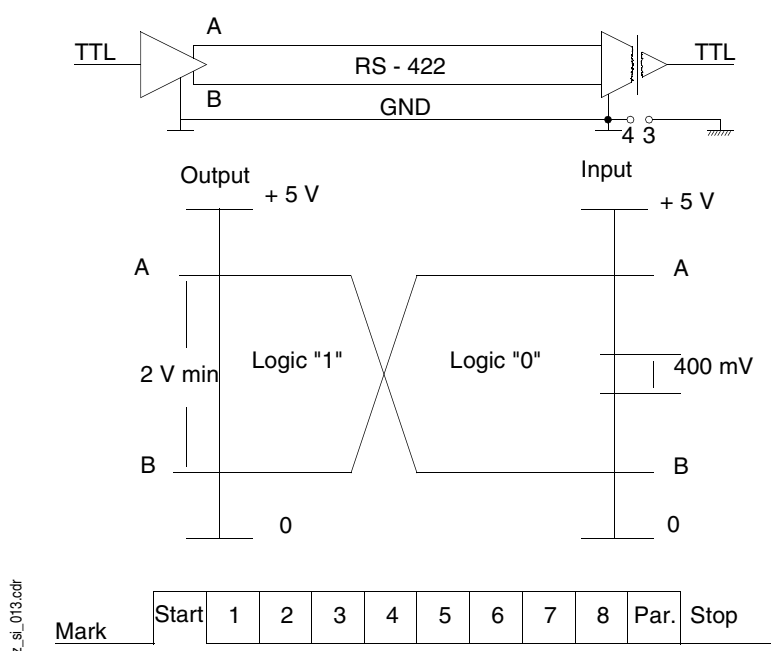 A
TTL
RS - 422
TTL
B
GND
4 3
Output
Input
+ 5 V
+ 5 V
A
A
Logic "1"
Logic "0"
2 V min
400 mV
B
B
0
0
Mark
Start 1 2 3 4 5 6 7 8 Par. Stop
z_si_013.cdr